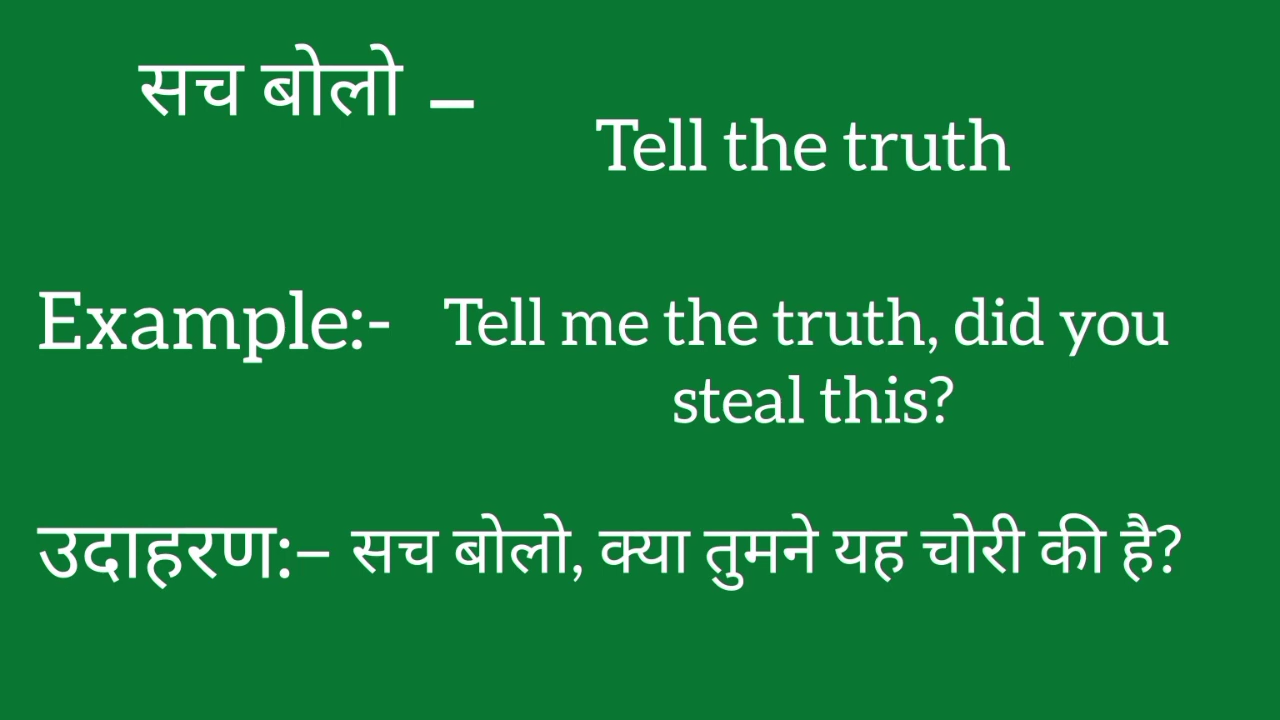 सच बोलो –
Tell the truth
Example:- Tell me the truth, did you
steal this?
उदाहरण:– सच बोलो, क्या तुमने यह चोरी की है?